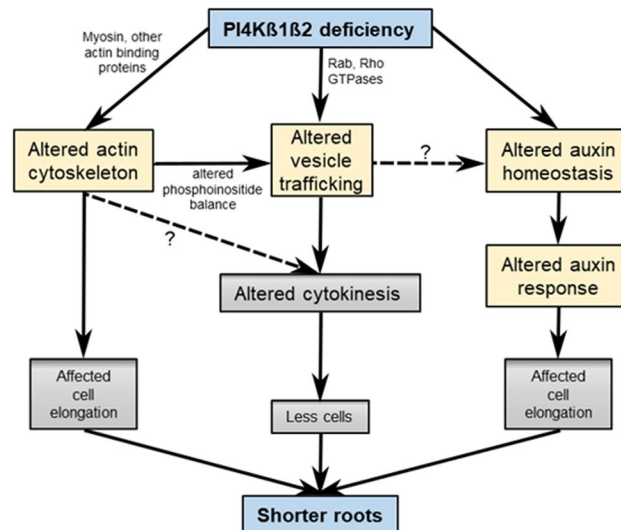 PI4Kß1ß2 deficiency
Myosin, other
actin binding
proteins
Rab, Rho
GTPases
Altered actin
cytoskeleton
altered
phosphoinositide
balance
Altered
vesicle
trafficking
?
Altered auxin
homeostasis
?
Altered cytokinesis
Altered auxin
response
Affected
cell
elongation
Less cells
Affected
cell
elongation
Shorter roots